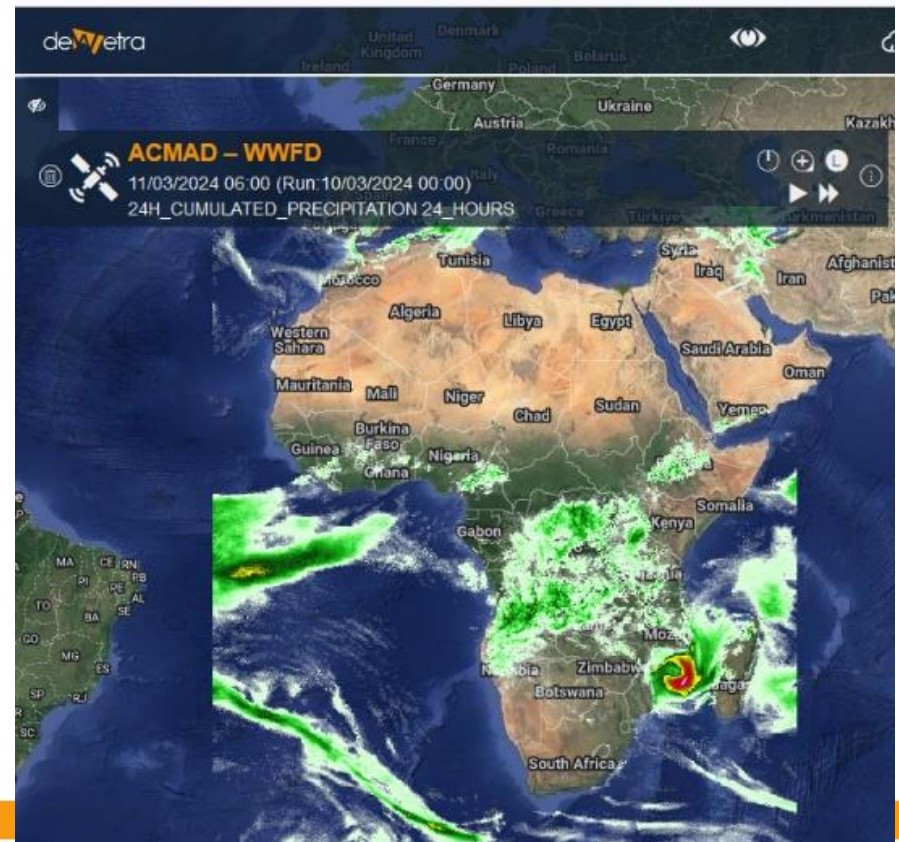 dewetra
United Kingdom
Denmark
Ireland
Poland
Belarus
Germany
Ukraine
Austria
Kazakh
France
Romania
ACMAD – WWFD
11/03/2024 06:00 (Run:10/03/2024 00:00)
L
Italy
24H_CUMULATED_PRECIPITATION 24_HOURS
Greece
Türkiye
Turkmenistan
Tunisia
Syria
Iraq
Iran
Afghanist
Morocco
Pak
Algeria
Libya
Egypt
Western
Sahara
Saudi Arabia
Oman
Mauritania
Mali
Niger
Chad
Sudan
Yemen
Burkina
Faso
Guinea
Nigeria
Ghana
Somalia
Gabon
Kenya
MA
CE
RN
PI
PB
PE
AL
TO
SE
BA
GO
MG
ES
Zimbabw
Botswana
SP
RJ
SC
South Africa